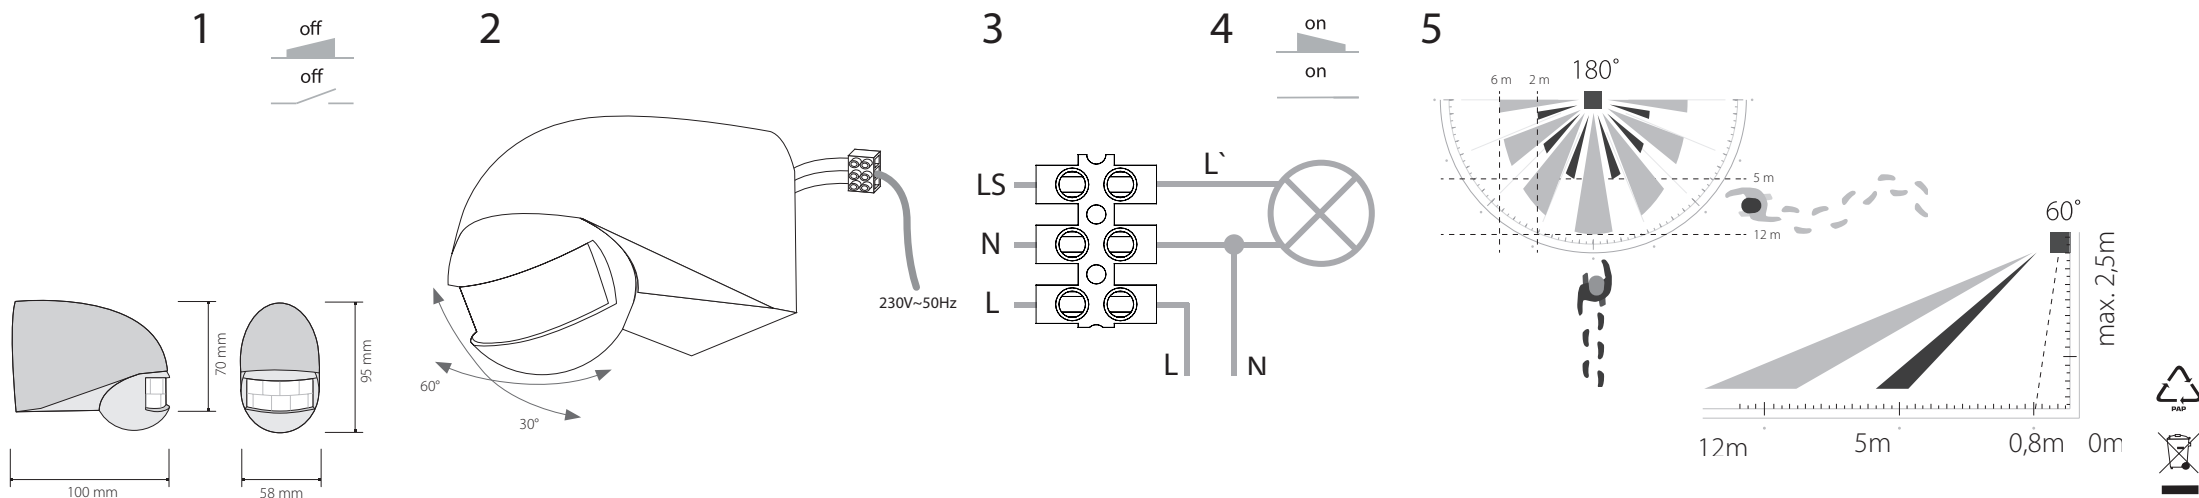 1
off
off
70 mm
95 mm
100 mm
58 mm
2
230V~50Hz
60°
30°
3
LS
N
L
L`
L
N
4
on
on
5
180°
6 m
2 m
5 m
12 m
60°
max. 2,5m
12m
5m
0,8m
0m
PAP